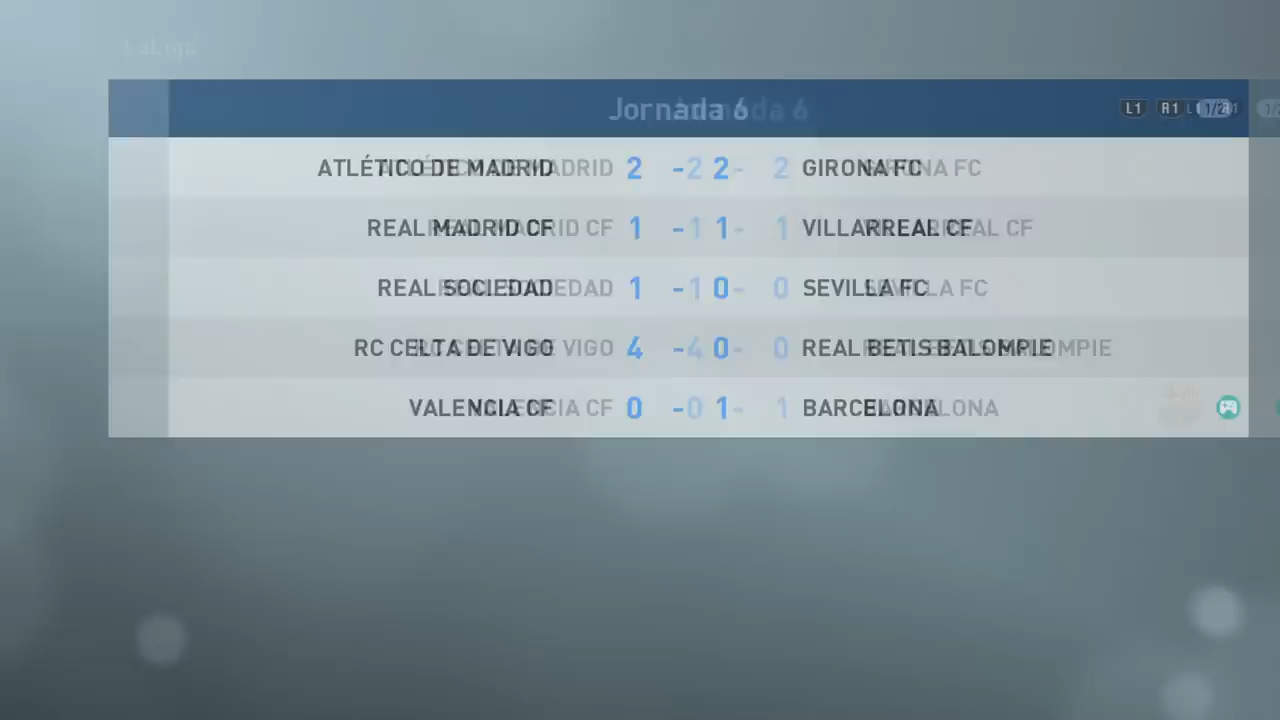 LaLiga
Jornada 6 L1 R1 1/2
ATLÉTICO DE MADRID 2 - 2 GIRONA FC
REAL MADRID CF 1 - 1 VILLARREAL CF
REAL SOCIEDAD 1 - 0 SEVILLA FC
RC CELTA DE VIGO 4 - 0 REAL BETIS BALOMPIE
VALENCIA CF 0 - 1 BARCELONA